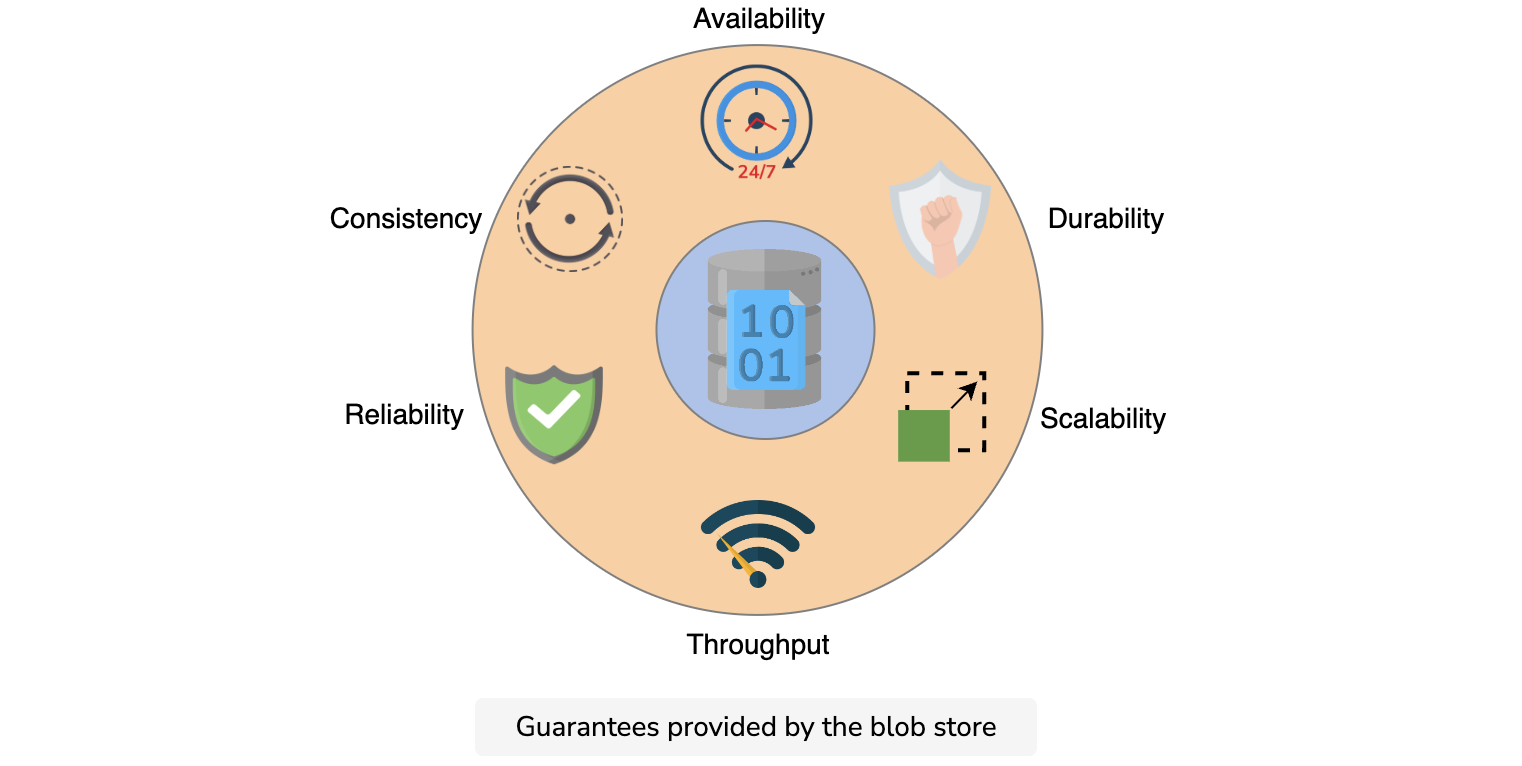 Availability
24/7
Consistency
Durability
10
01
Reliability
Scalability
Throughput
Guarantees provided by the blob store